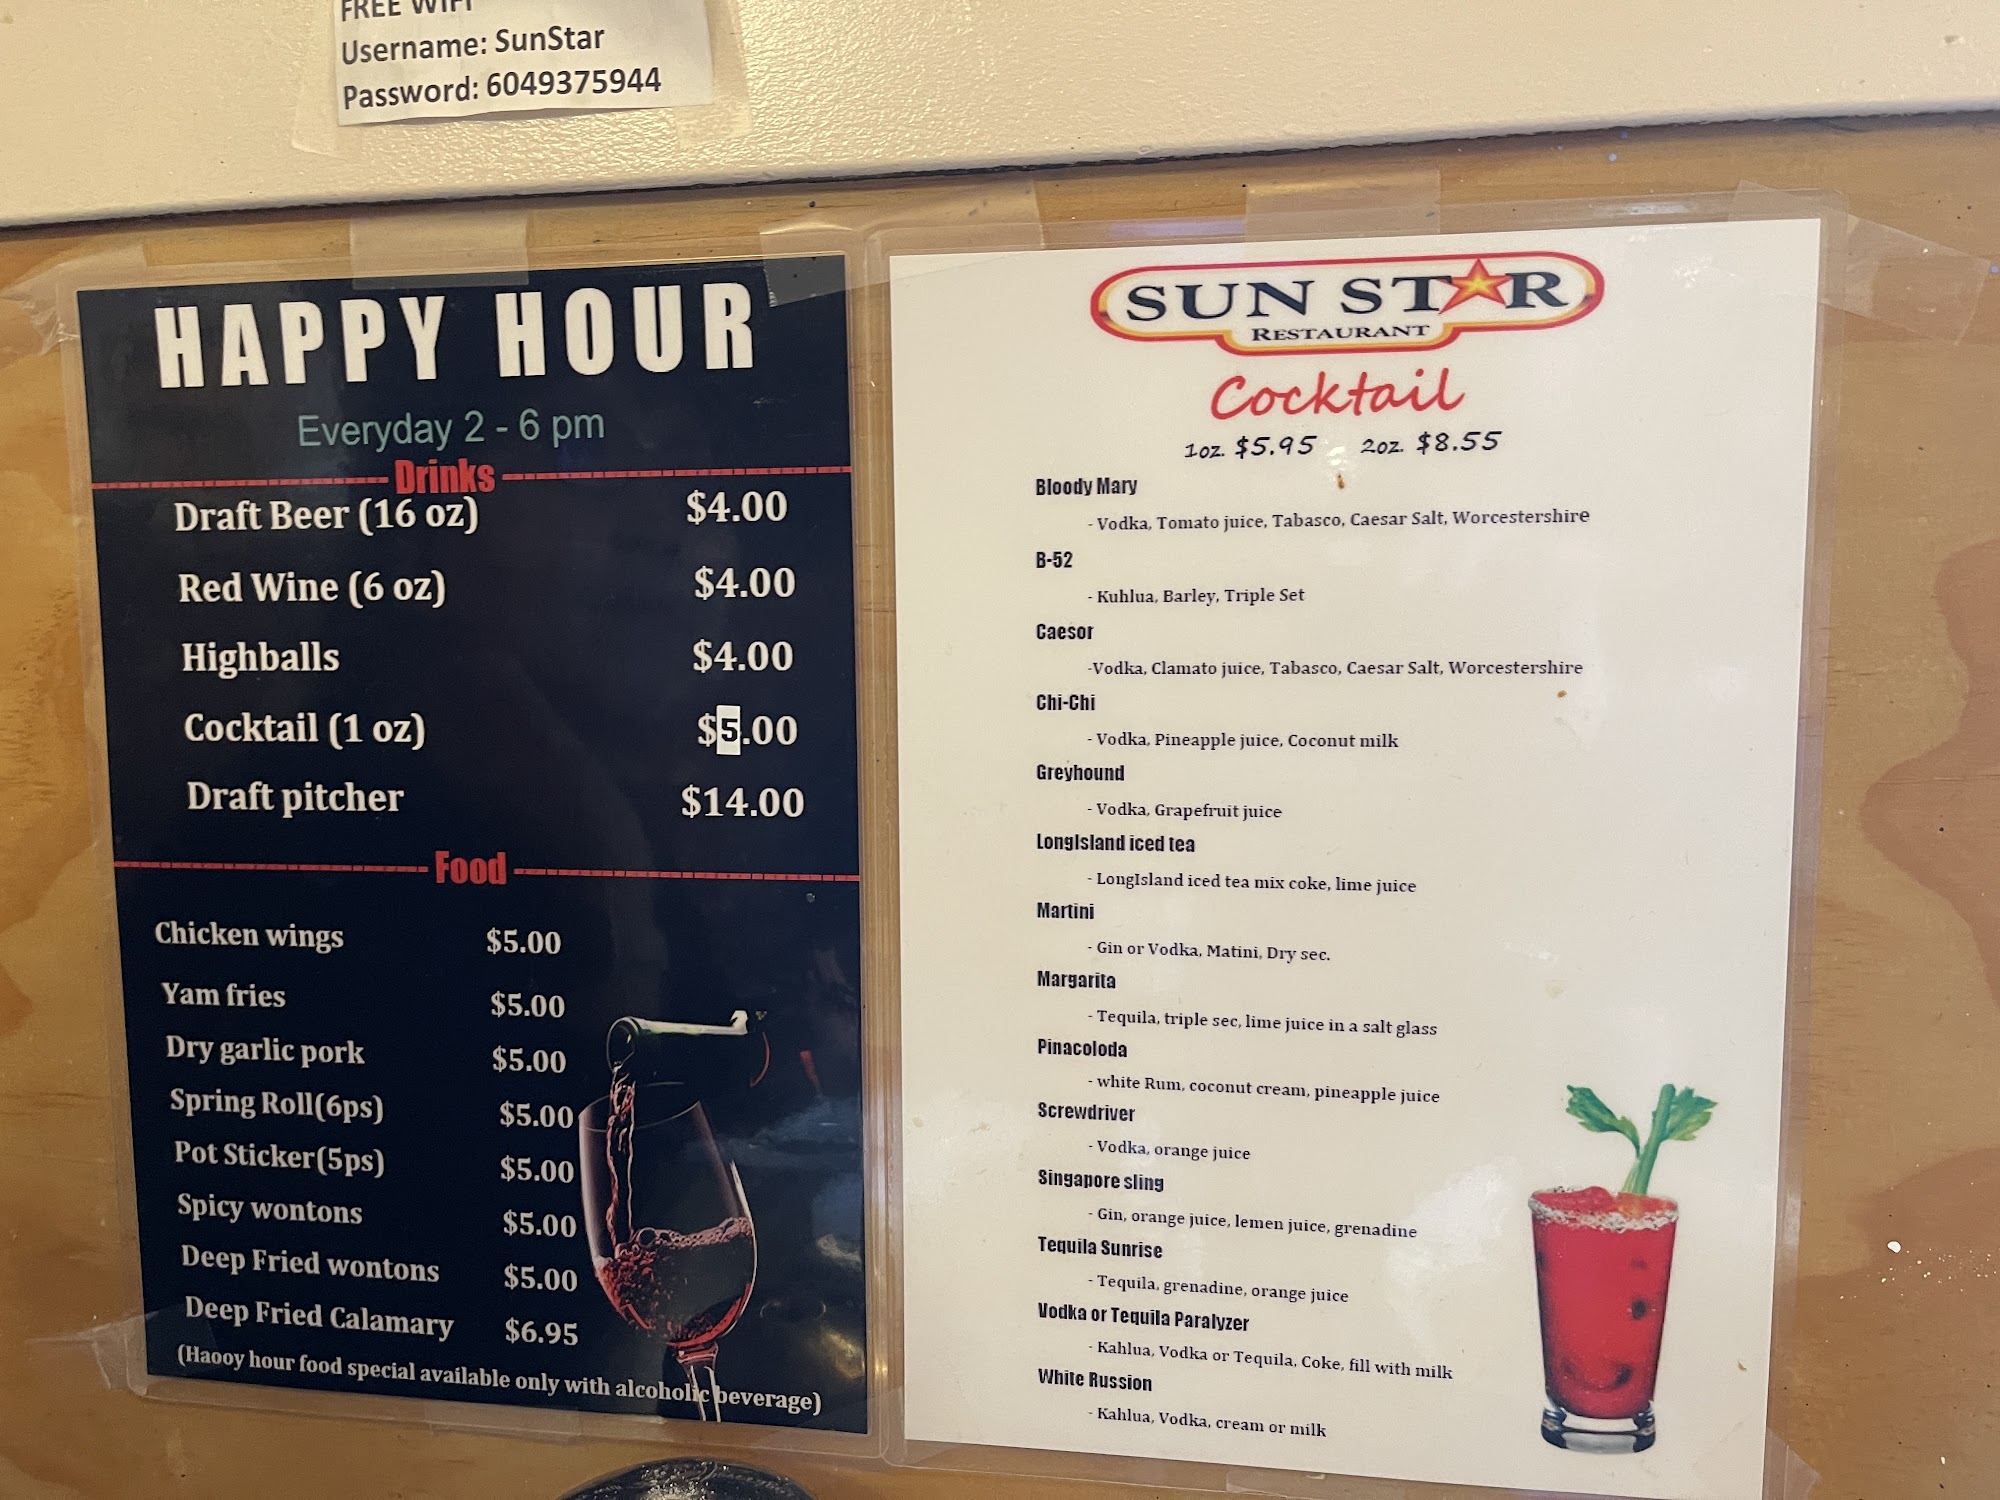 FREE WIFI
Username: SunStar
Password: 6049375944
HAPPY HOUR
Everyday 2 - 6 pm
Drinks
Draft Beer (16 oz) $4.00
Red Wine (6 oz) $4.00
Highballs $4.00
Cocktail (1 oz) $5.00
Draft pitcher $14.00
Food
Chicken wings $5.00
Yam fries $5.00
Dry garlic pork $5.00
Spring Roll(6ps) $5.00
Pot Sticker(5ps) $5.00
Spicy wontons $5.00
Deep Fried wontons $5.00
Deep Fried Calamary $6.95
(Haooy hour food special available only with alcoholic beverage)
SUN STAR
RESTAURANT
Cocktail
1oz. $5.95 2oz. $8.55
Bloody Mary
- Vodka, Tomato juice, Tabasco, Caesar Salt, Worcestershire
B-52
- Kuhlua, Barley, Triple Set
Caesor
-Vodka, Clamato juice, Tabasco, Caesar Salt, Worcestershire
Chi-Chi
- Vodka, Pineapple juice, Coconut milk
Greyhound
- Vodka, Grapefruit juice
LongIsland iced tea
- LongIsland iced tea mix coke, lime juice
Martini
- Gin or Vodka, Matini, Dry sec.
Margarita
- Tequila, triple sec, lime juice in a salt glass
Pinacoloda
- white Rum, coconut cream, pineapple juice
Screwdriver
- Vodka, orange juice
Singapore sling
- Gin, orange juice, lemen juice, grenadine
Tequila Sunrise
- Tequila, grenadine, orange juice
Vodka or Tequila Paralyzer
- Kahlua, Vodka or Tequila, Coke, fill with milk
White Russion
- Kahlua, Vodka, cream or milk